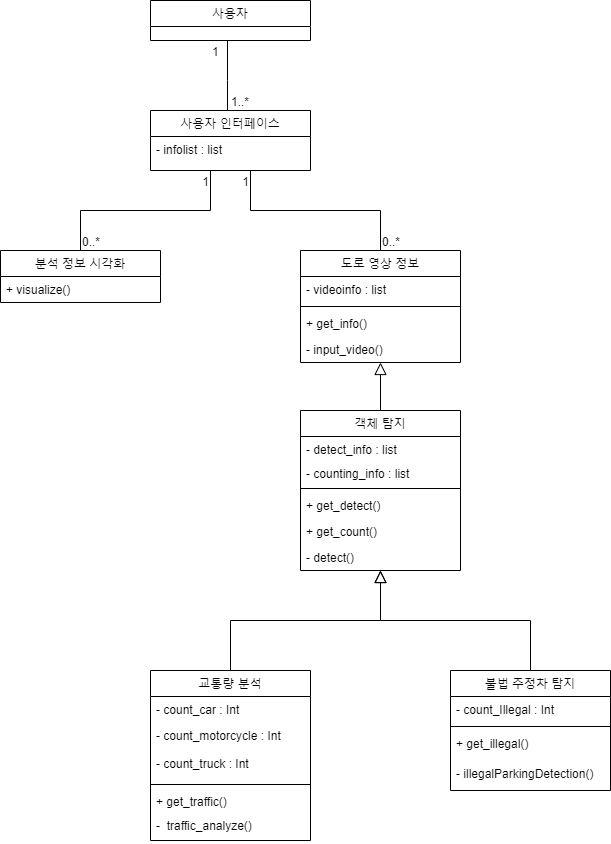 사용자
1
1..*
사용자 인터페이스
- infolist : list
1
1
0..*
0..*
분석 정보 시각화
+ visualize()
도로 영상 정보
- videoinfo : list
+ get_info()
- input_video()
객체 탐지
- detect_info : list
- counting_info : list
+ get_detect()
+ get_count()
- detect()
교통량 분석
- count_car : Int
- count_motorcycle : Int
- count_truck : Int
+ get_traffic()
- traffic_analyze()
불법 주정차 탐지
- count_Illegal : Int
+ get_illegal()
- illegalParkingDetection()